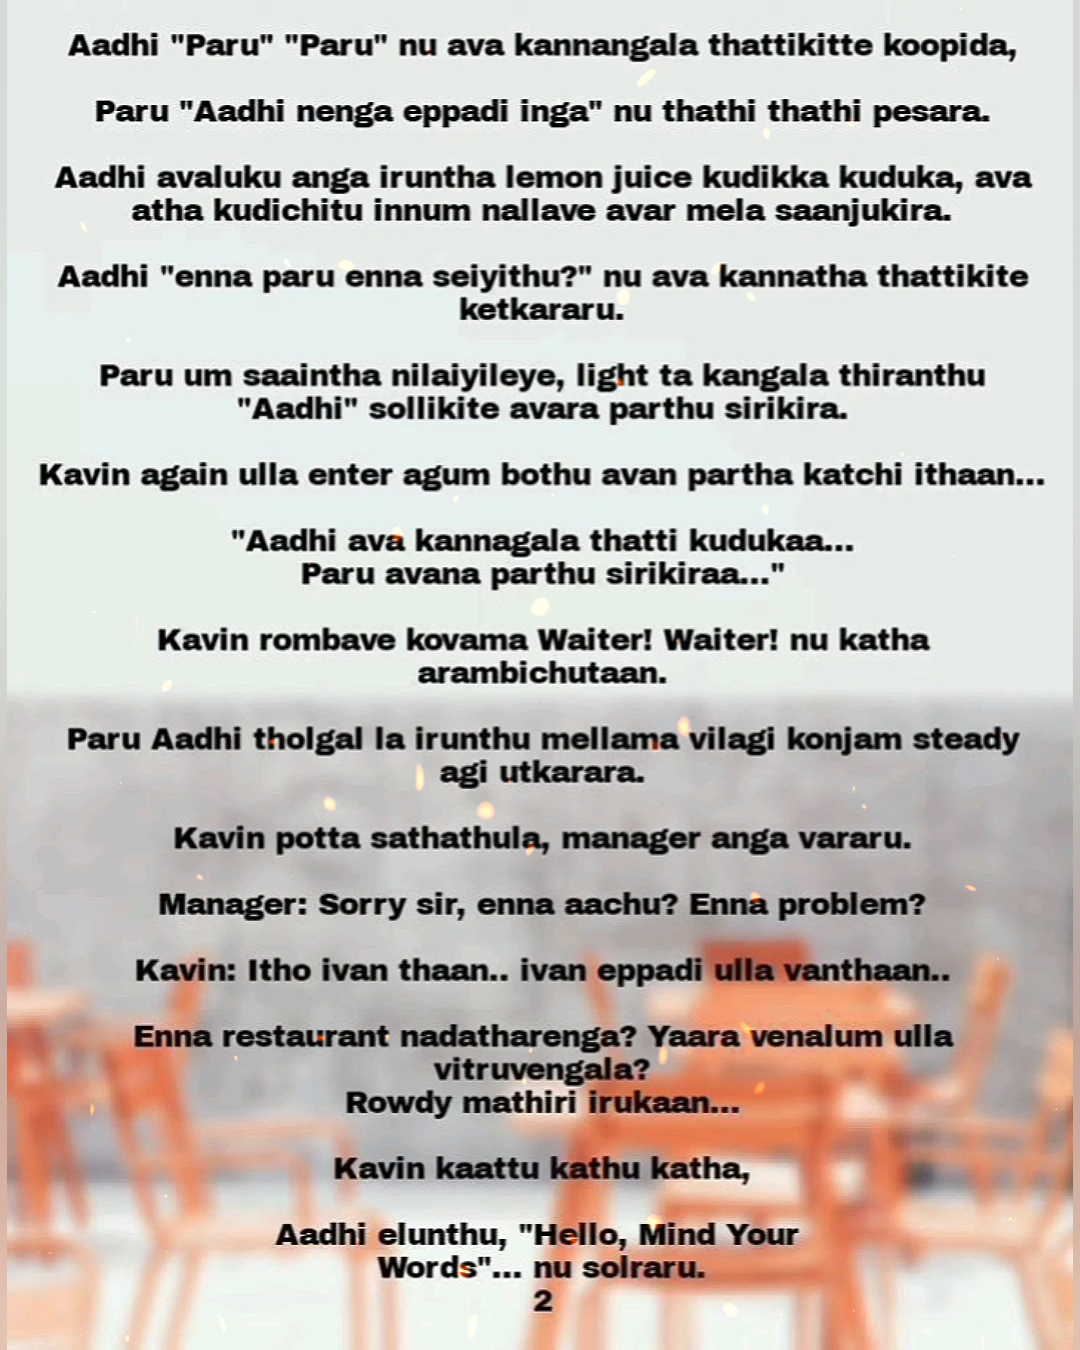 Aadhi "Paru" "Paru" nu ava kannangala thattikitte koopida,
Paru "Aadhi nenga eppadi inga" nu thathi thathi pesara.
Aadhi avaluku anga iruntha lemon juice kudikka kuduka, ava
atha kudichitu innum nallave avar mela saanjukira.
Aadhi "enna paru enna seiyithu?" nu ava kannatha thattikite
ketkararu.
Paru um saaintha nilaiyileye, light ta kangala thiranthu
"Aadhi" sollikite avara parthu sirikira.
Kavin again ulla enter agum bothu avan partha katchi ithaan...
"Aadhi ava kannagala thatti kudukaa...
Paru avana parthu sirikiraa..."
Kavin rombave kovama Waiter! Waiter! nu katha
arambichutaan.
Paru Aadhi tholgal la irunthu mellama vilagi konjam steady
agi utkarara.
Kavin potta sathathula, manager anga vararu.
Manager: Sorry sir, enna aachu? Enna problem?
Kavin: Itho ivan thaan.. ivan eppadi ulla vanthaan..
Enna restaurant nadatharenga? Yaara venalum ulla
vitruvengala?
Rowdy mathiri irukaan...
Kavin kaattu kathu katha,
Aadhi elunthu, "Hello, Mind Your
Words"... nu solraru.
2